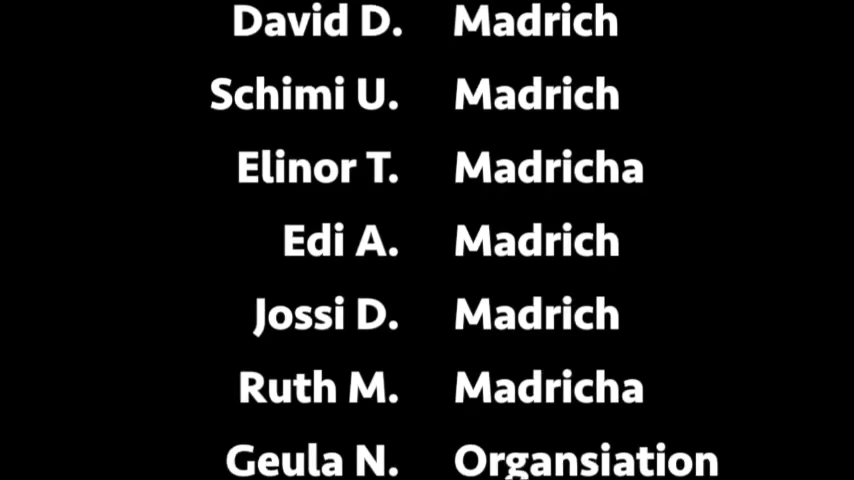 David D. Madrich
Schimi U. Madrich
Elinor T. Madricha
Edi A. Madrich
Jossi D. Madrich
Ruth M. Madricha
Geula N. Organsiation